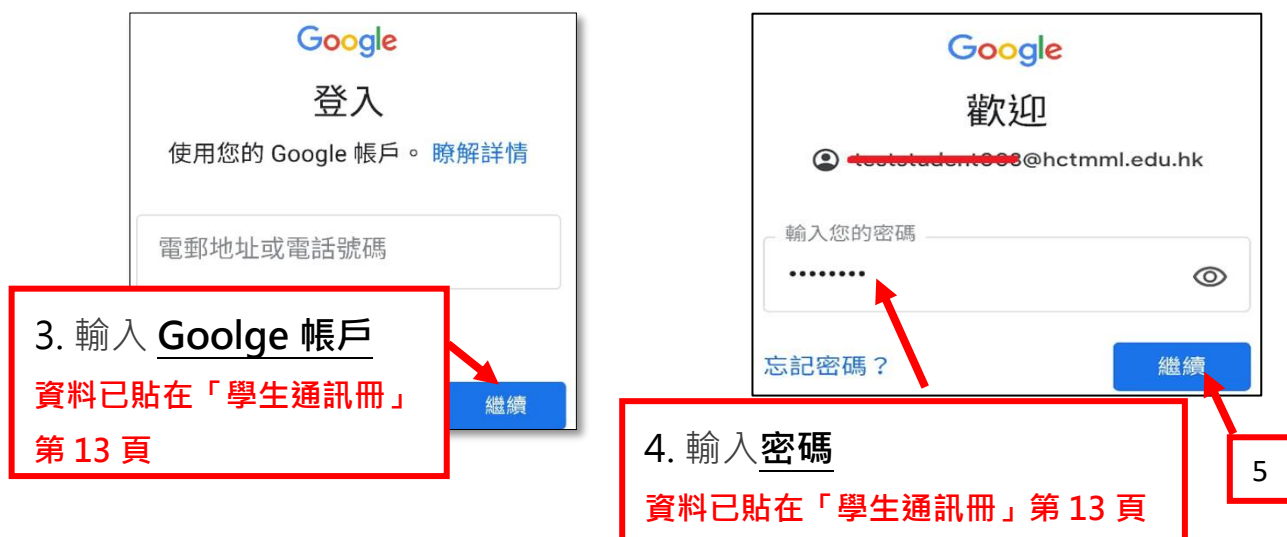 Google
登入
使用您的 Google 帳戶。 瞭解詳情
電郵地址或電話號碼
3. 輸入 Goolge 帳戶
資料已貼在「學生通訊冊」
第 13 頁
繼續
Google
歡迎
@hctmml.edu.hk
輸入您的密碼
••••••••
忘記密碼？
繼續
4. 輸入密碼
資料已貼在「學生通訊冊」第 13 頁
5